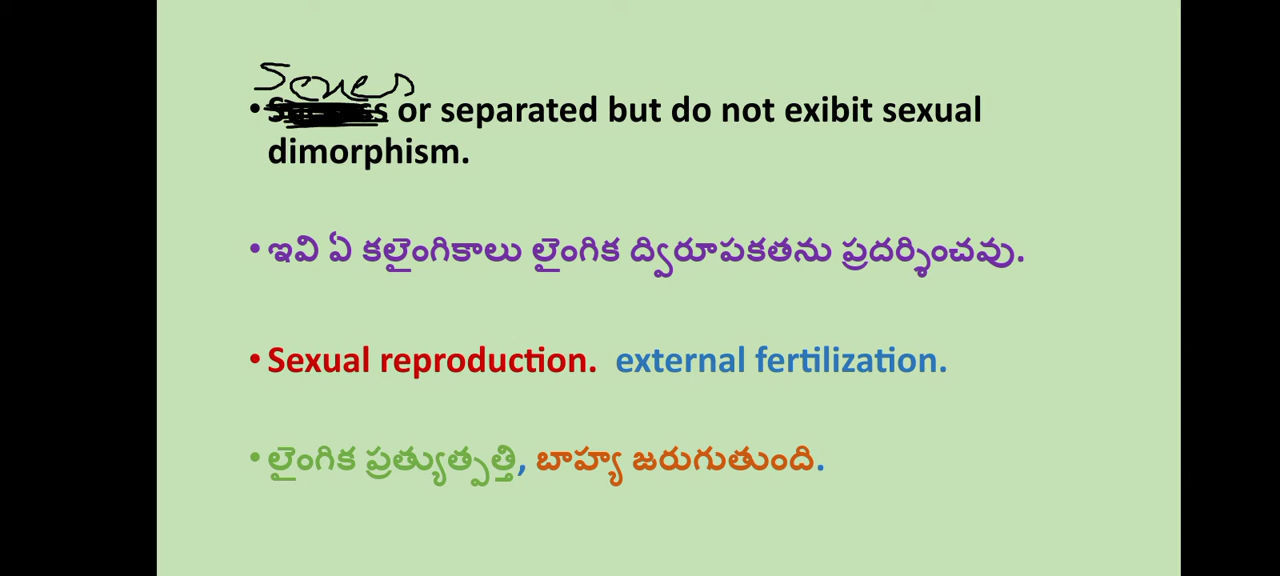 Sexes
• or separated but do not exibit sexual
dimorphism.
• ఇవి ఏ కలైంగికాలు లైంగిక ద్విరూపకతను ప్రదర్శించవు.
• Sexual reproduction. external fertilization.
• లైంగిక ప్రత్యుత్పత్తి, బాహ్య జరుగుతుంది.